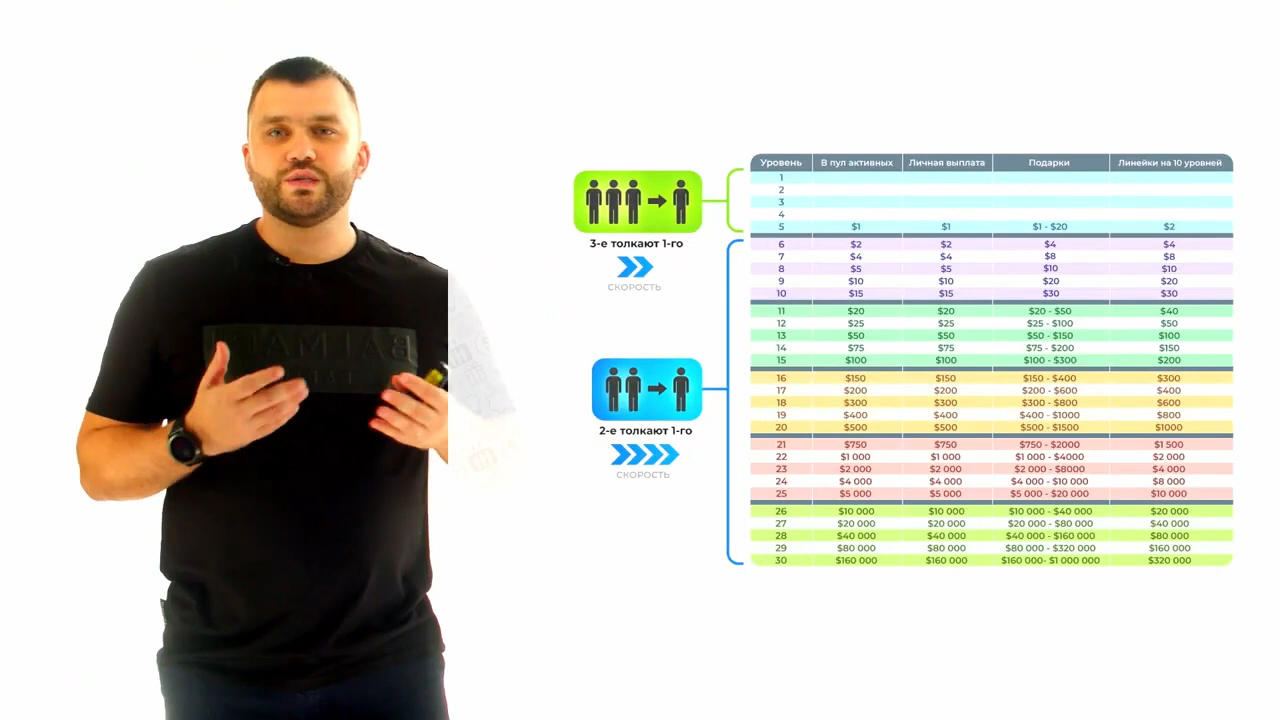 Уровень В пул активных Личная выплата Подарки Линейки на 10 уровней
1
2
3
4
5 $1 $1 $1 - $20 $2
6 $2 $2 $4 $4
7 $4 $4 $8 $8
8 $5 $5 $10 $10
9 $10 $10 $20 $20
10 $15 $15 $30 $30
11 $20 $20 $20 - $50 $40
12 $25 $25 $25 - $100 $50
13 $50 $50 $50 - $150 $100
14 $75 $75 $75 - $200 $150
15 $100 $100 $100 - $300 $200
16 $150 $150 $150 - $400 $300
17 $200 $200 $200 - $600 $400
18 $300 $300 $300 - $800 $600
19 $400 $400 $400 - $1000 $800
20 $500 $500 $500 - $1500 $1000
21 $750 $750 $750 - $2000 $1 500
22 $1 000 $1 000 $1 000 - $4000 $2 000
23 $2 000 $2 000 $2 000 - $8000 $4 000
24 $4 000 $4 000 $4 000 - $10 000 $8 000
25 $5 000 $5 000 $5 000 - $20 000 $10 000
26 $10 000 $10 000 $10 000 - $40 000 $20 000
27 $20 000 $20 000 $20 000 - $80 000 $40 000
28 $40 000 $40 000 $40 000 - $160 000 $80 000
29 $80 000 $80 000 $80 000 - $320 000 $160 000
30 $160 000 $160 000 $160 000- $1 000 000 $320 000
3-е толкают 1-го
СКОРОСТЬ
2-е толкают 1-го
СКОРОСТЬ